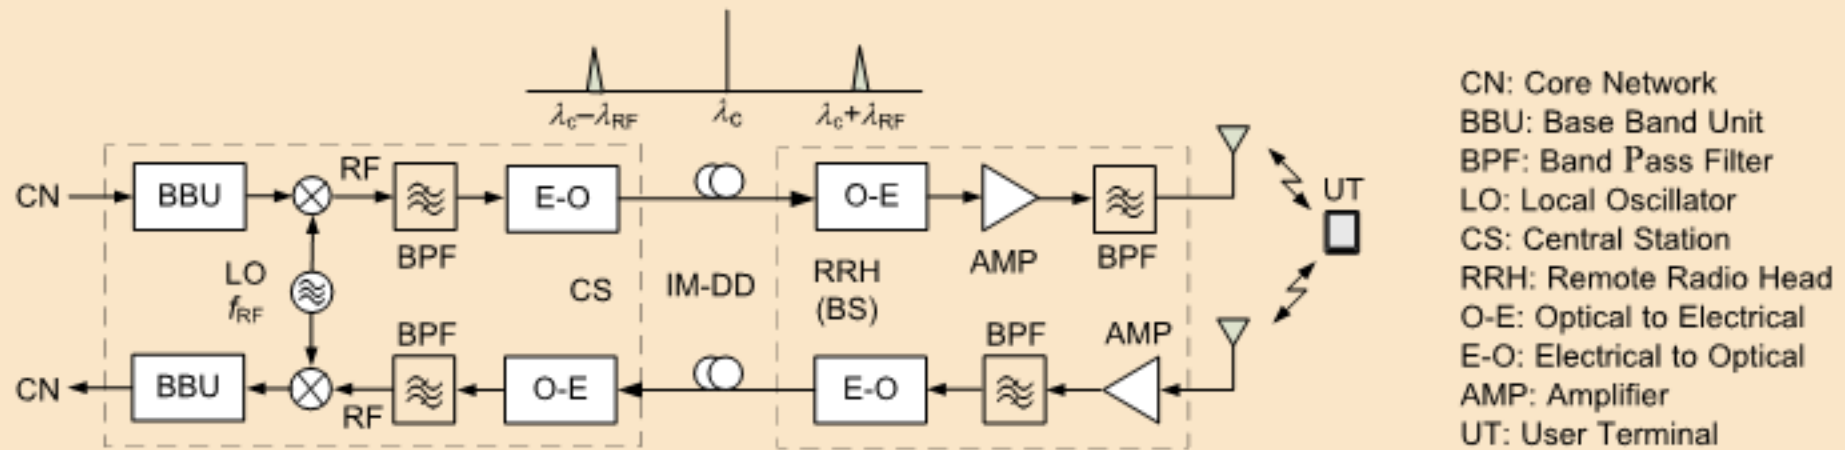 λc−λRF
λc
λc+λRF
CN
BBU
RF
BPF
E-O
O-E
AMP
BPF
UT
LO
fRF
CS
IM-DD
RRH
(BS)
CN
BBU
RF
BPF
O-E
E-O
BPF
AMP
CN: Core Network
BBU: Base Band Unit
BPF: Band Pass Filter
LO: Local Oscillator
CS: Central Station
RRH: Remote Radio Head
O-E: Optical to Electrical
E-O: Electrical to Optical
AMP: Amplifier
UT: User Terminal